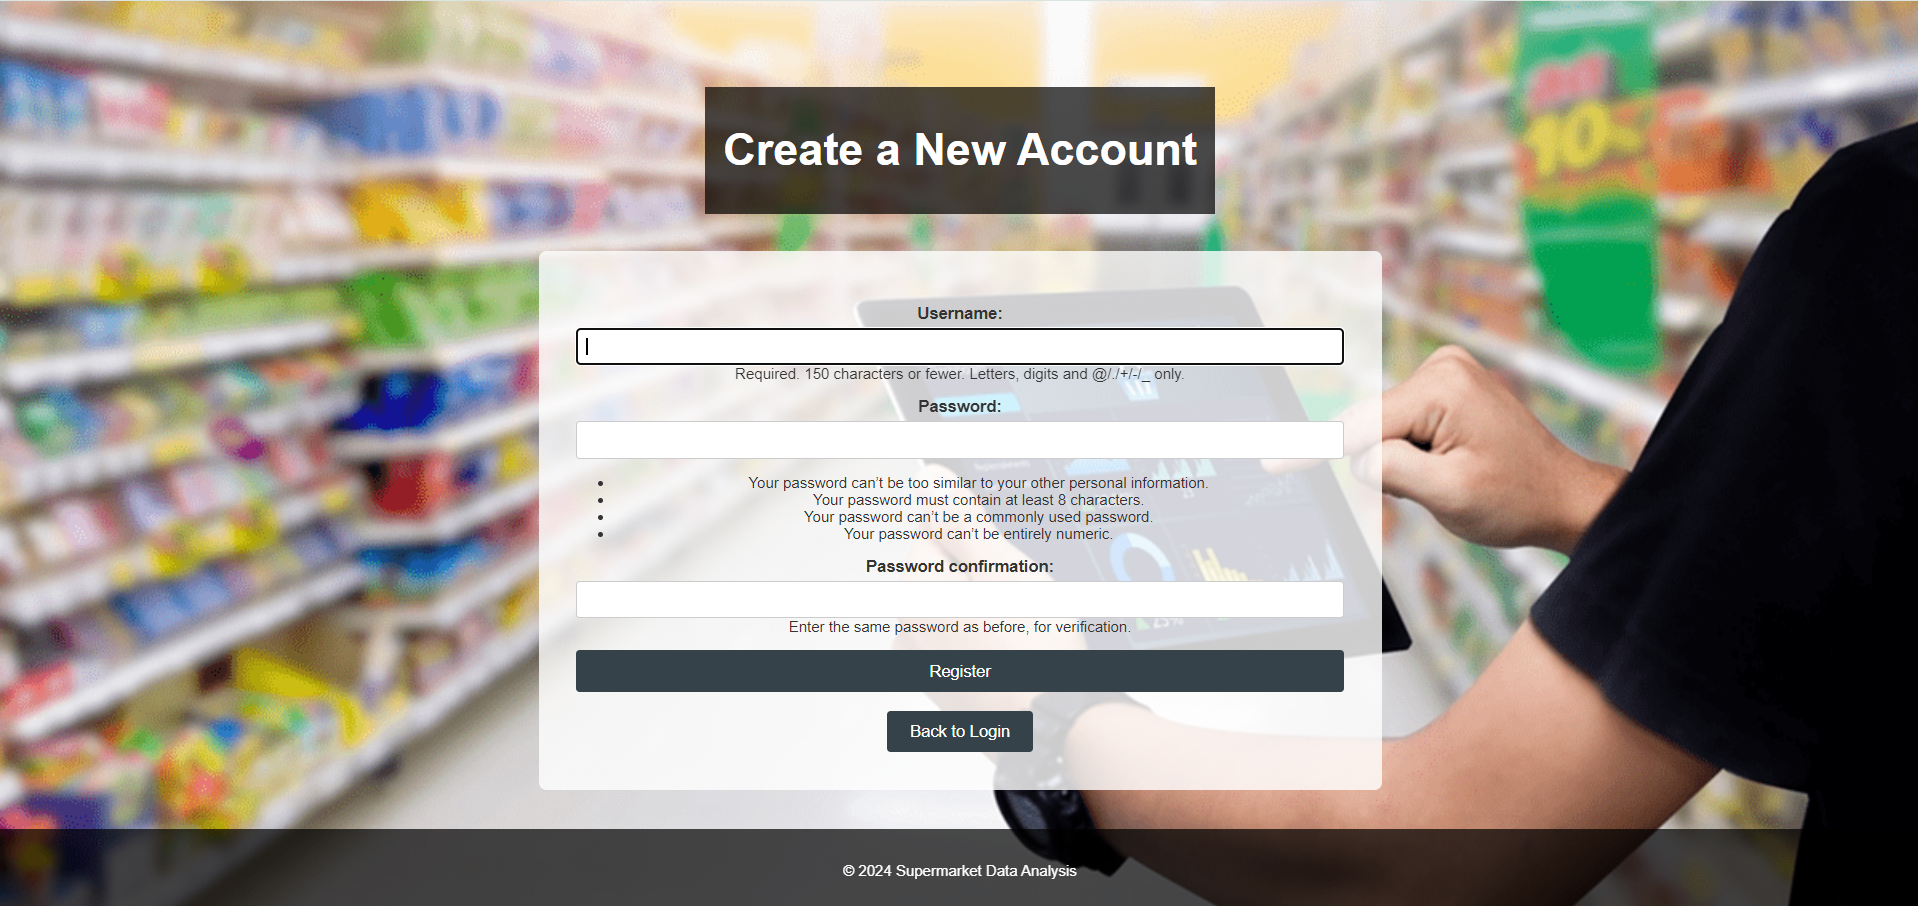 Create a New Account
Username:
Required. 150 characters or fewer. Letters, digits and @/./+/-/_ only.
Password:
Your password can’t be too similar to your other personal information.
Your password must contain at least 8 characters.
Your password can’t be a commonly used password.
Your password can’t be entirely numeric.
Password confirmation:
Enter the same password as before, for verification.
Register
Back to Login
© 2024 Supermarket Data Analysis
10